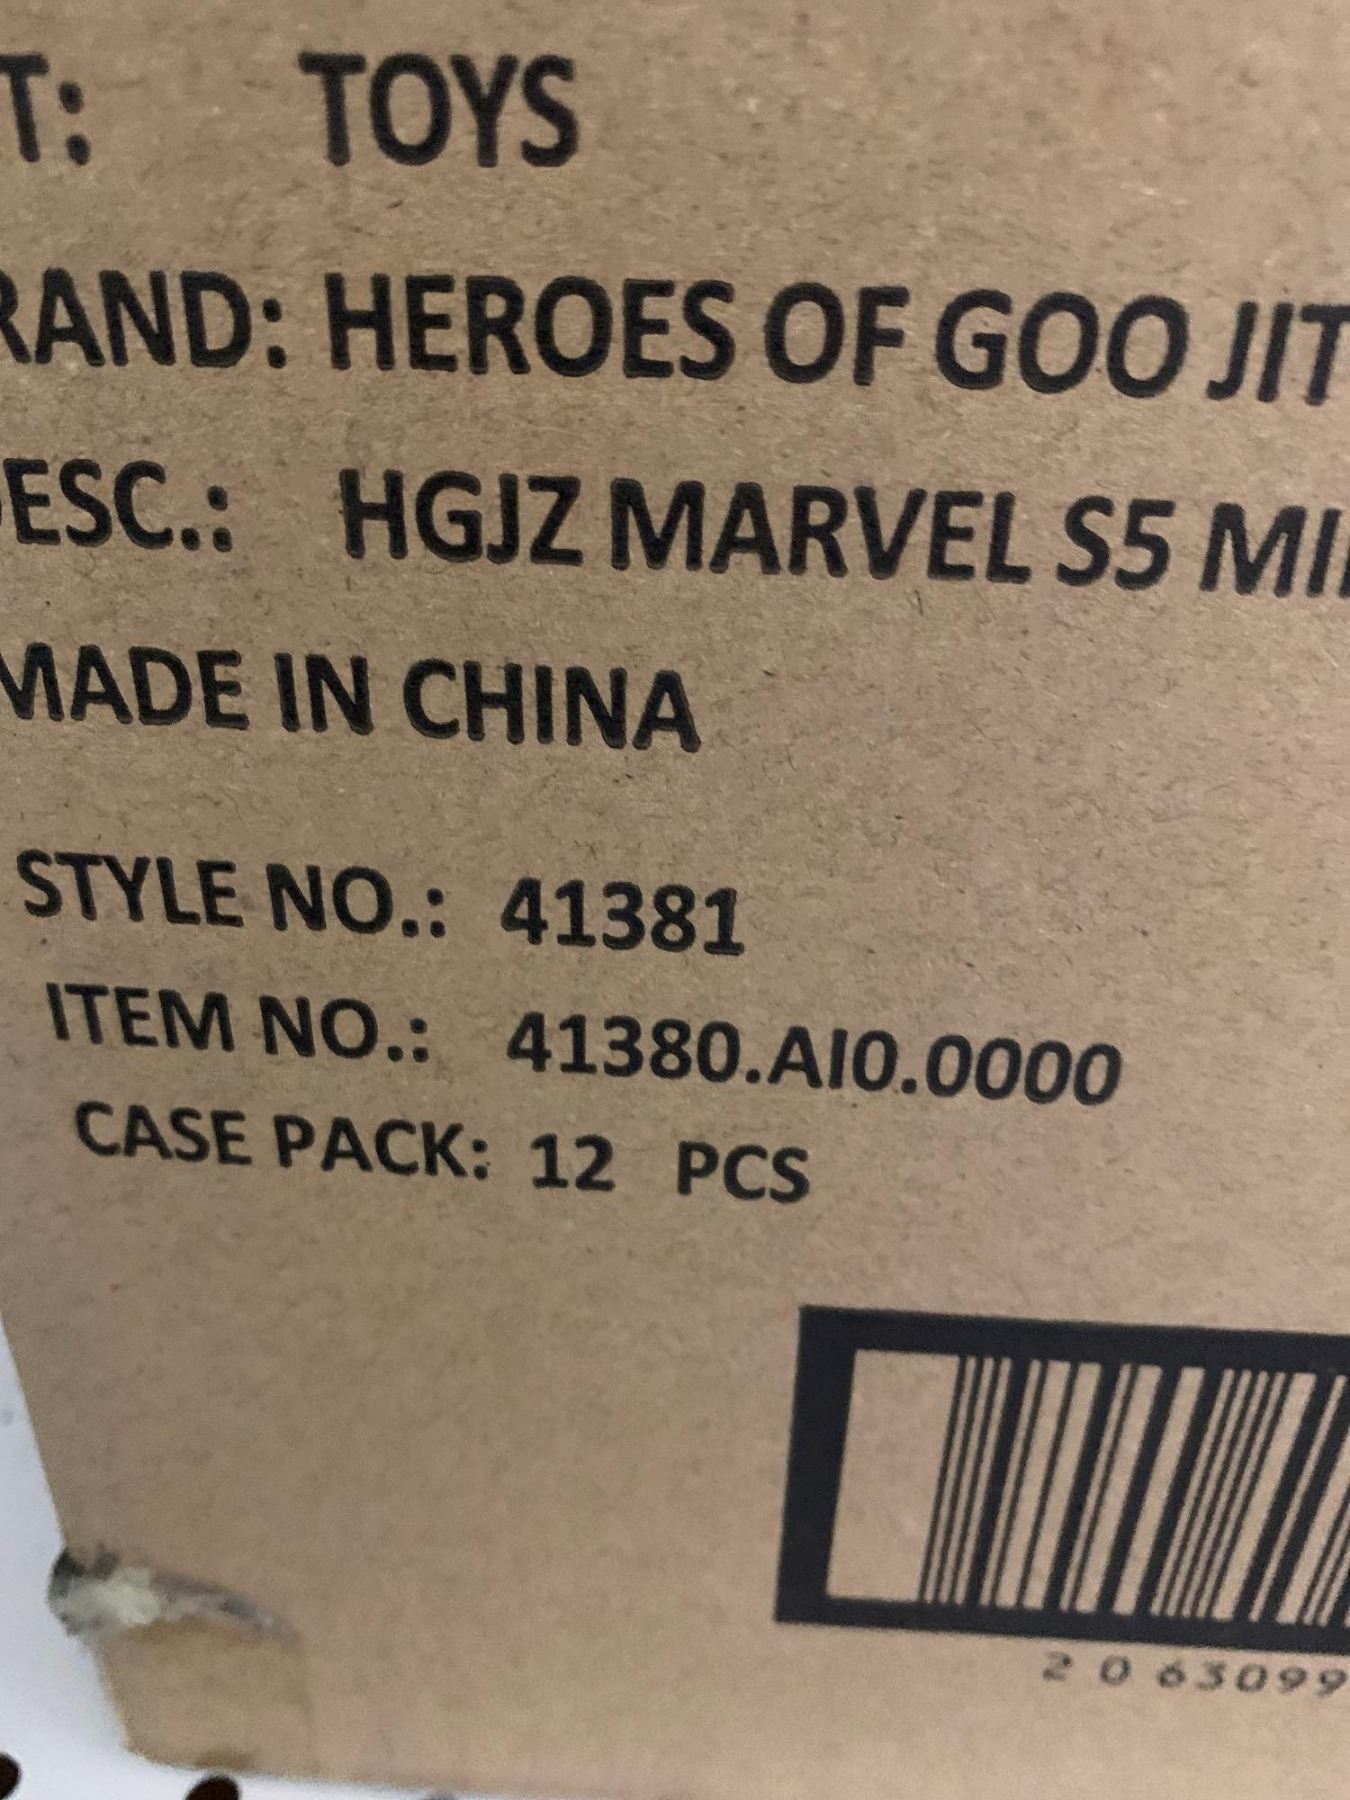 T: TOYS
RAND: HEROES OF GOO JIT
DESC.: HGJZ MARVEL S5 MI
MADE IN CHINA
STYLE NO.: 41381
ITEM NO.: 41380.AI0.0000
CASE PACK: 12 PCS
2 0 63099